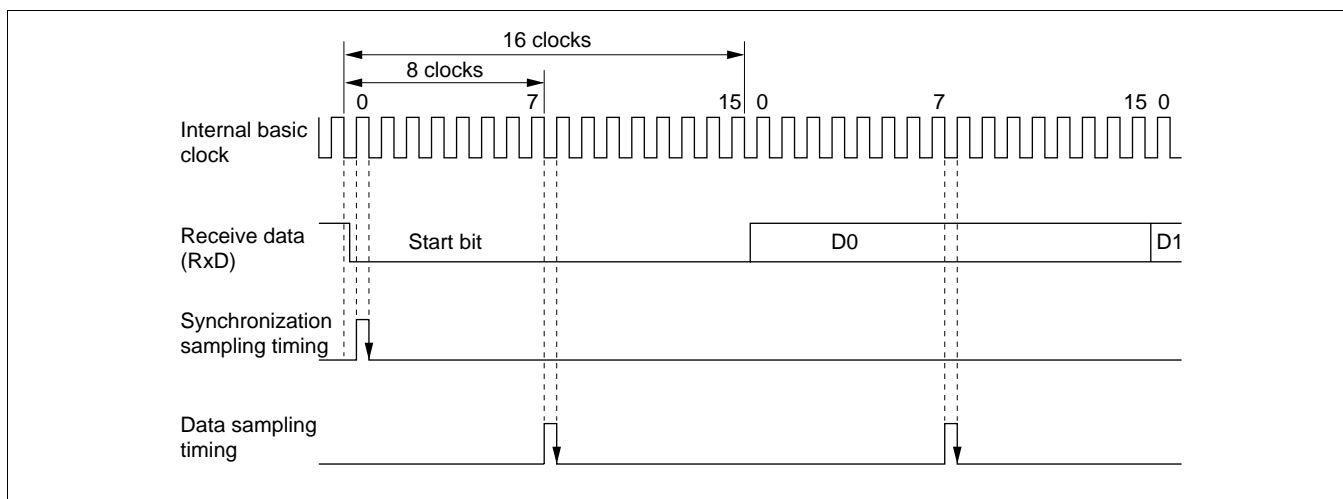 16 clocks
8 clocks
0 7 15 0 7 15 0
Internal basic
clock
Receive data
(RxD)
Start bit D0 D1
Synchronization
sampling timing
Data sampling
timing